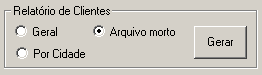 Relatório de Clientes
Geral Arquivo morto
Gerar
Por Cidade